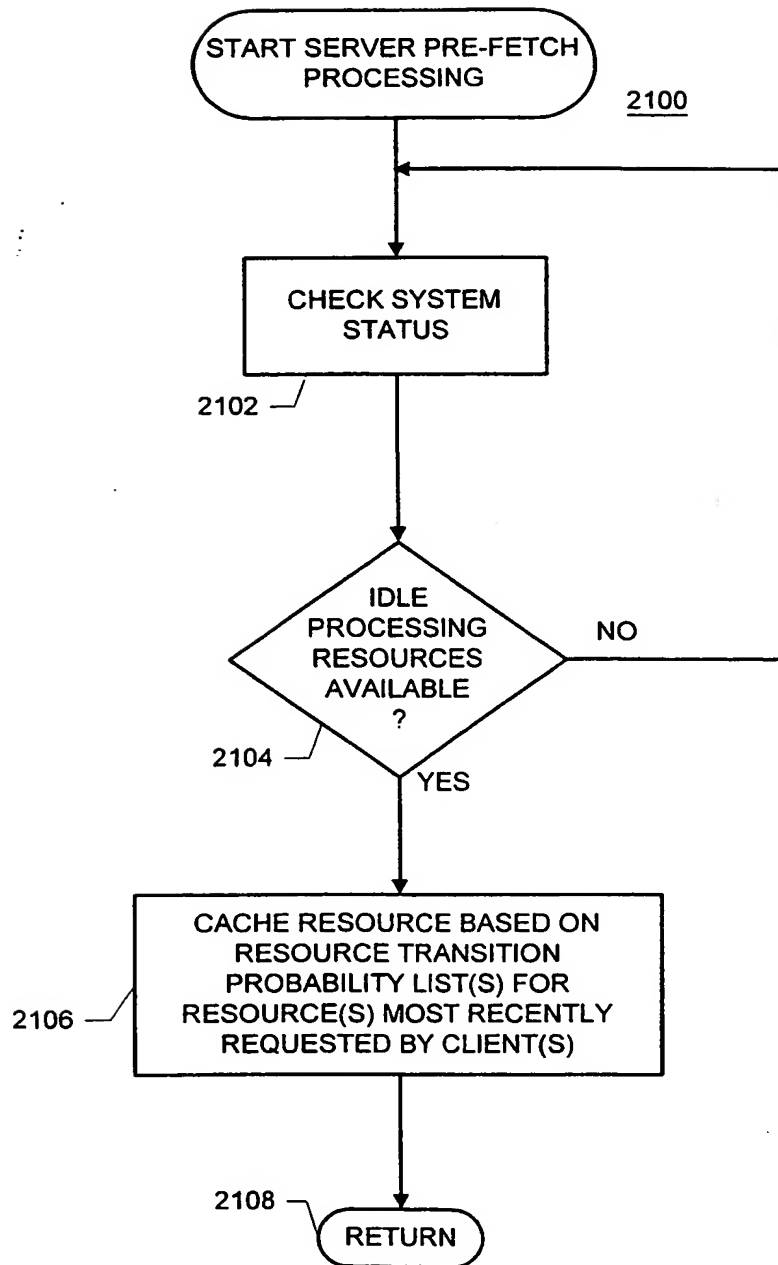 START SERVER PRE-FETCH
PROCESSING
2100
CHECK SYSTEM
STATUS
2102
IDLE
PROCESSING
RESOURCES
AVAILABLE
?
NO
2104
YES
CACHE RESOURCE BASED ON
RESOURCE TRANSITION
PROBABILITY LIST(S) FOR
RESOURCE(S) MOST RECENTLY
REQUESTED BY CLIENT(S)
2106
2108
RETURN